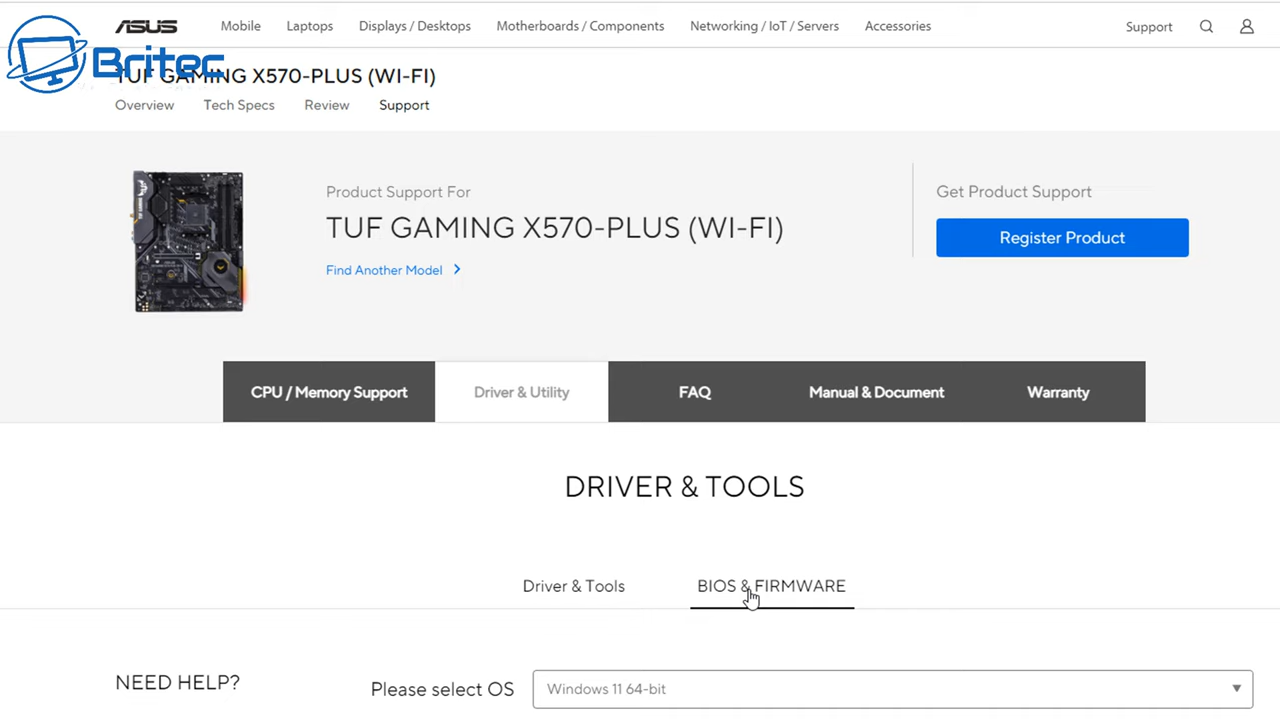 ASUS
Mobile
Laptops
Displays / Desktops
Motherboards / Components
Networking / IoT / Servers
Accessories
Support
Britec
TUF GAMING X570-PLUS (WI-FI)
Overview
Tech Specs
Review
Support
Product Support For
TUF GAMING X570-PLUS (WI-FI)
Find Another Model
Get Product Support
Register Product
CPU / Memory Support
Driver & Utility
FAQ
Manual & Document
Warranty
DRIVER & TOOLS
Driver & Tools
BIOS & FIRMWARE
NEED HELP?
Please select OS
Windows 11 64-bit